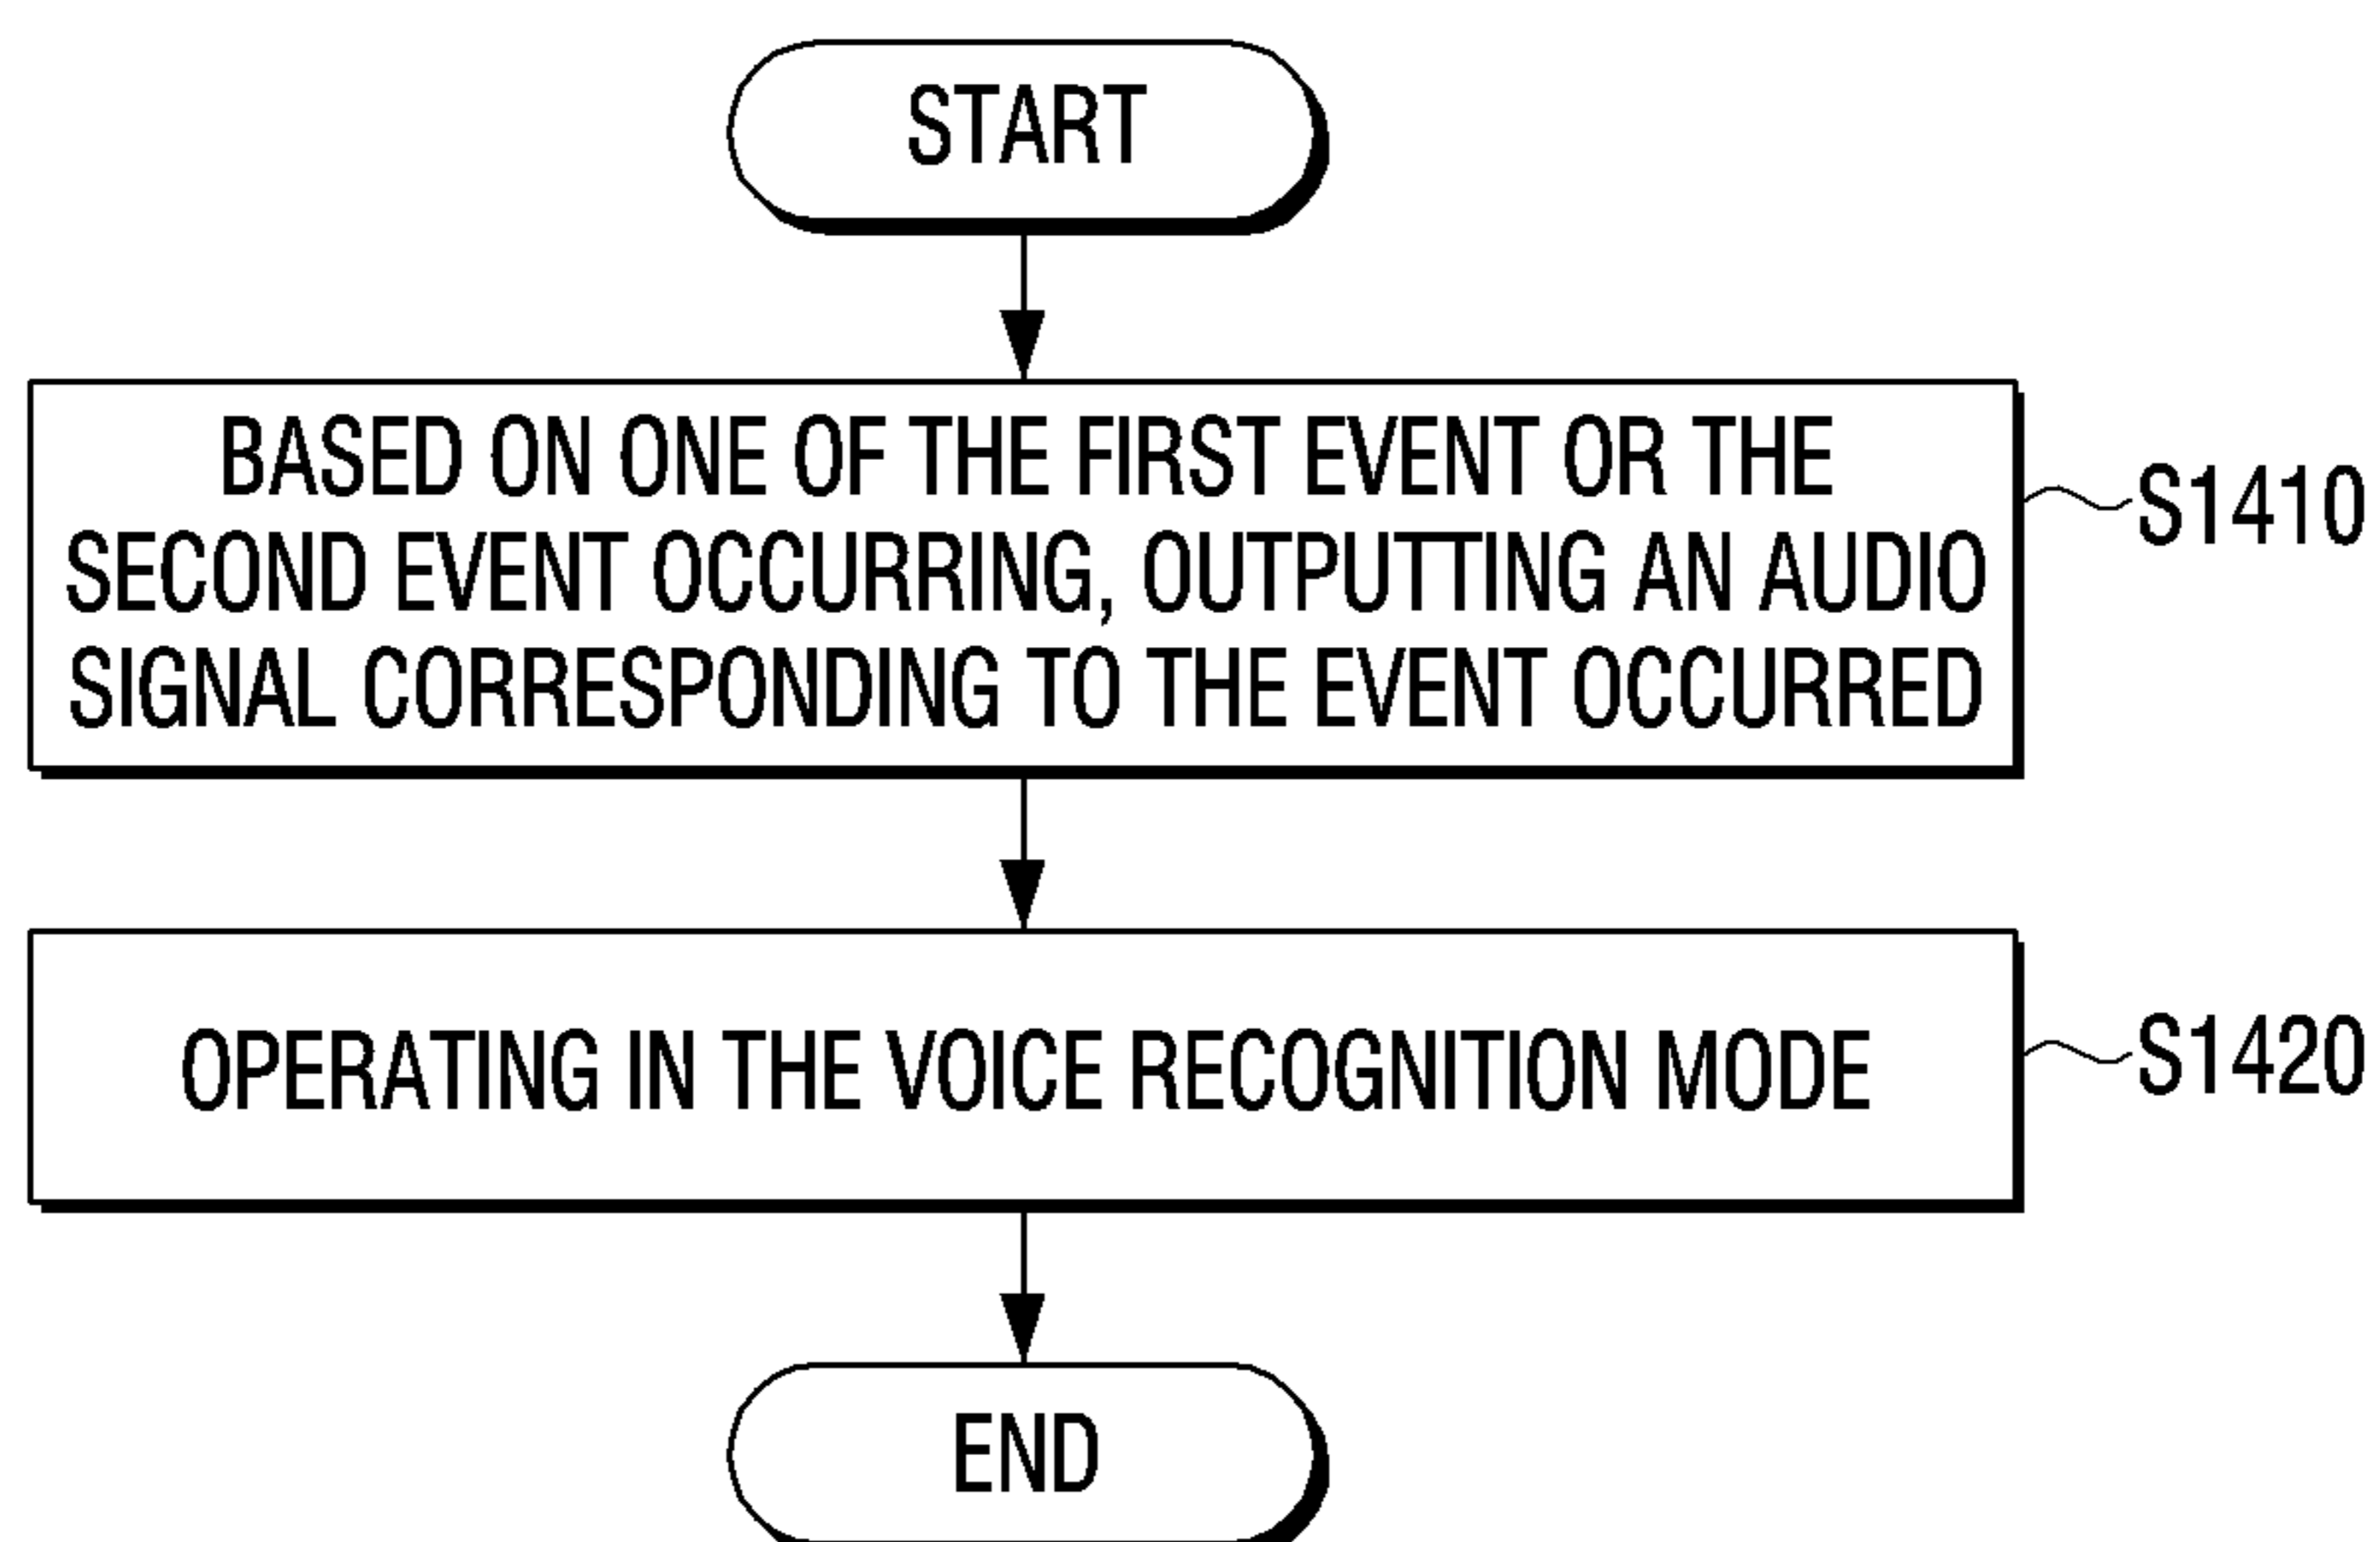 START
BASED ON ONE OF THE FIRST EVENT OR THE
SECOND EVENT OCCURRING, OUTPUTTING AN AUDIO
SIGNAL CORRESPONDING TO THE EVENT OCCURRED
S1410
OPERATING IN THE VOICE RECOGNITION MODE
S1420
END